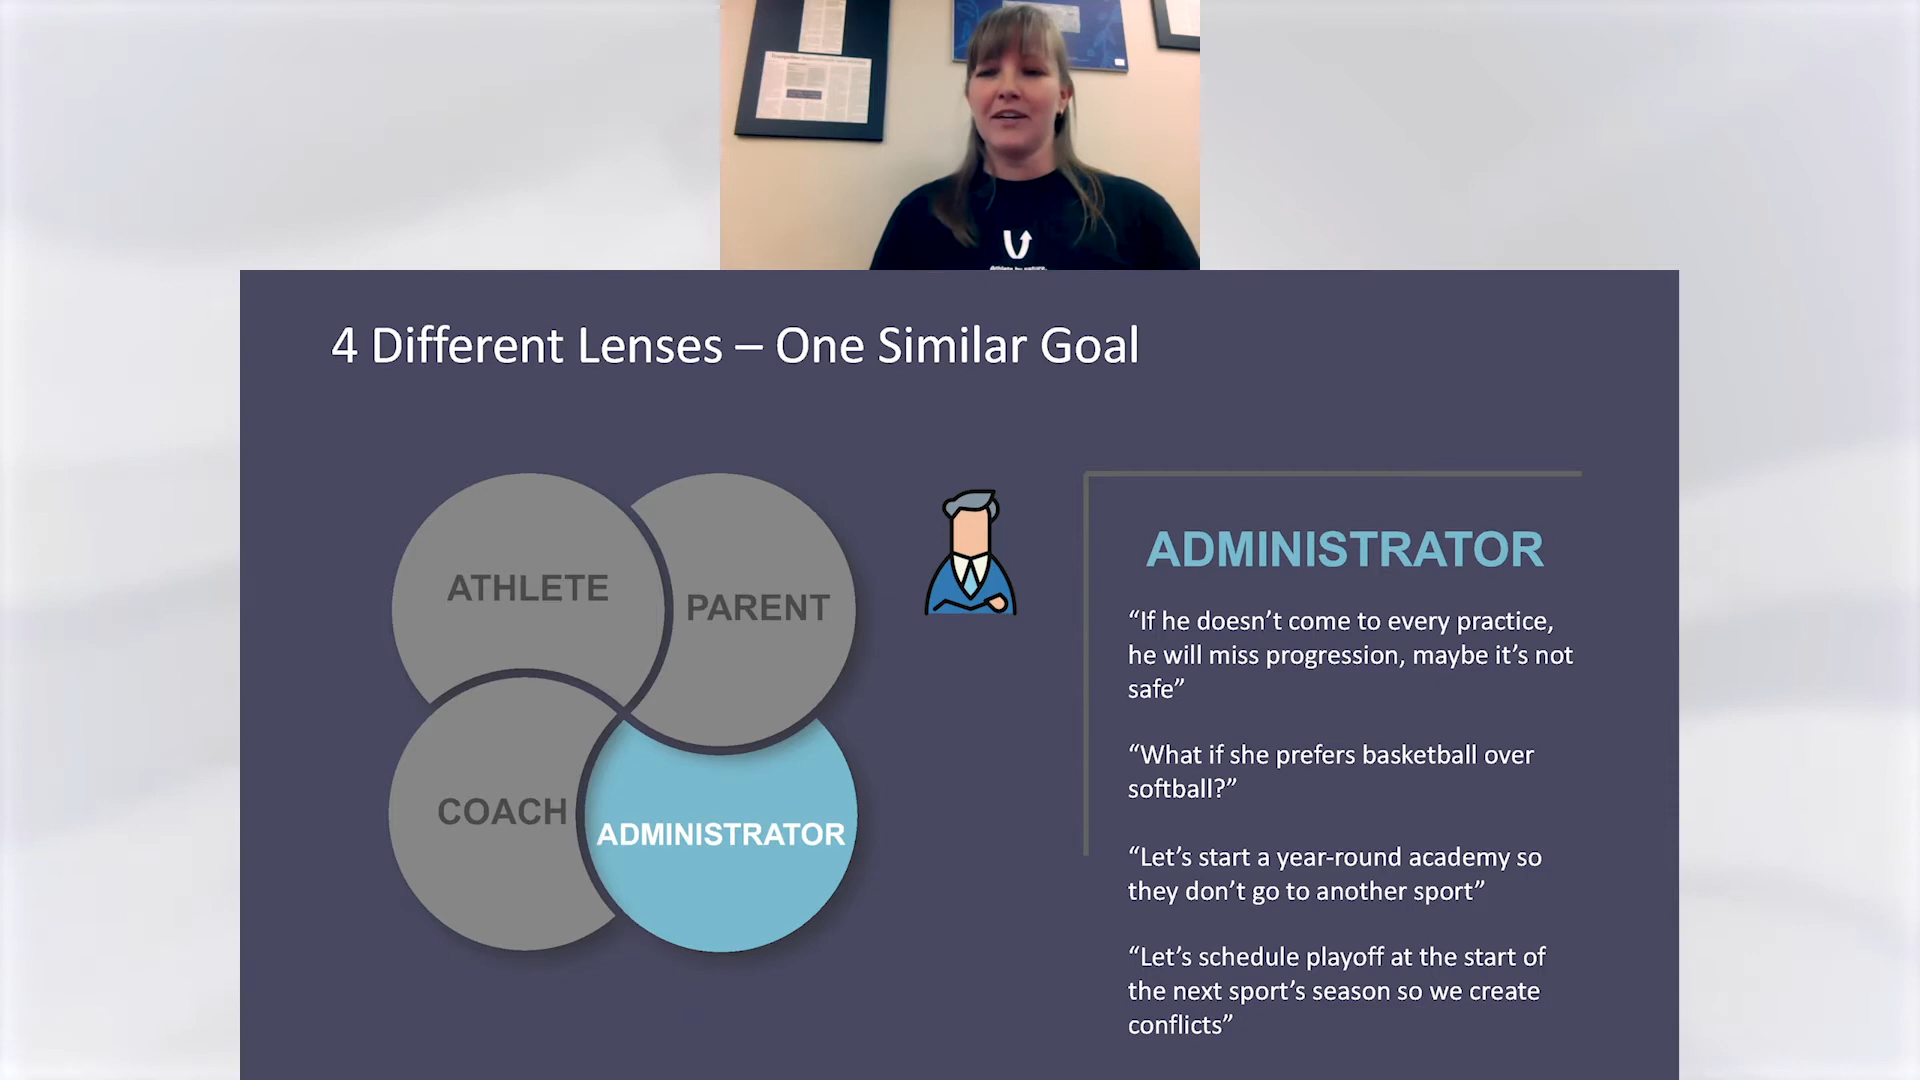 4 Different Lenses – One Similar Goal
ATHLETE
PARENT
COACH
ADMINISTRATOR
ADMINISTRATOR
“If he doesn’t come to every practice,
he will miss progression, maybe it’s not
safe”
“What if she prefers basketball over
softball?”
“Let’s start a year-round academy so
they don’t go to another sport”
“Let’s schedule playoff at the start of
the next sport’s season so we create
conflicts”